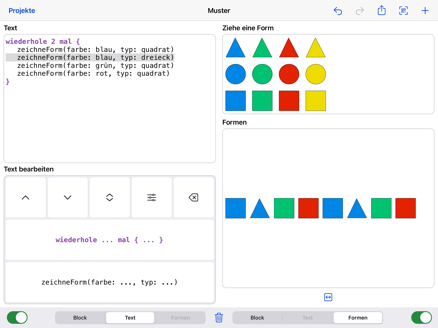 Projekte
Muster
Text
wiederhole 2 mal {
zeichneForm(farbe: blau, typ: quadrat)
zeichneForm(farbe: blau, typ: dreieck)
zeichneForm(farbe: grün, typ: quadrat)
zeichneForm(farbe: rot, typ: quadrat)
}
Text bearbeiten
wiederhole ... mal { ... }
zeichneForm(farbe: ..., typ: ...)
Block
Text
Formen
Ziehe eine Form
Formen
Block
Text
Formen